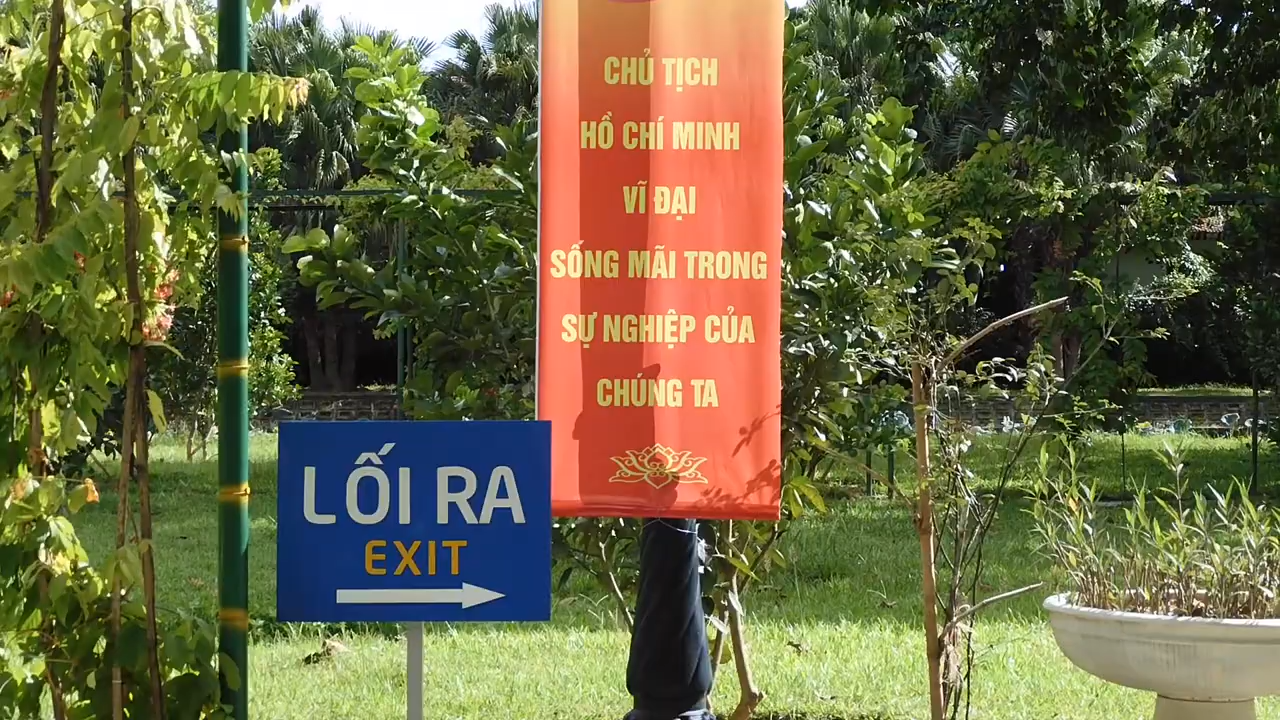 CHỦ TỊCH
HỒ CHÍ MINH
VĨ ĐẠI
SỐNG MÃI TRONG
SỰ NGHIỆP CỦA
CHÚNG TA
LỐI RA
EXIT